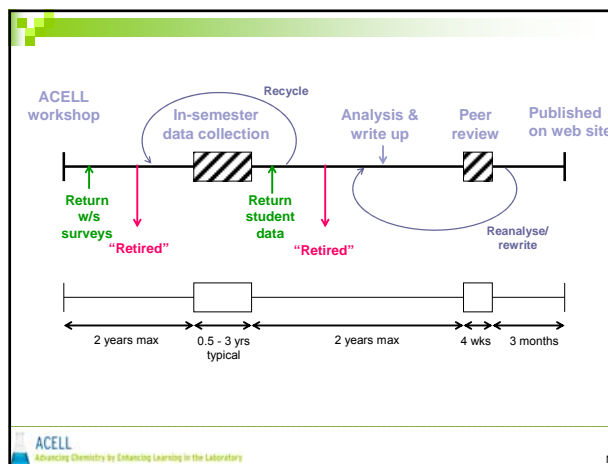 Recycle
ACELL
workshop
In-semester
data collection
Analysis &
write up
Peer
review
Published
on web site
Return
w/s
surveys
"Retired"
Return
student
data
"Retired"
Reanalyse/
rewrite
2 years max
0.5 - 3 yrs
typical
2 years max
4 wks
3 months
ACELL
Advancing Chemistry by Enhancing Learning in the Laboratory